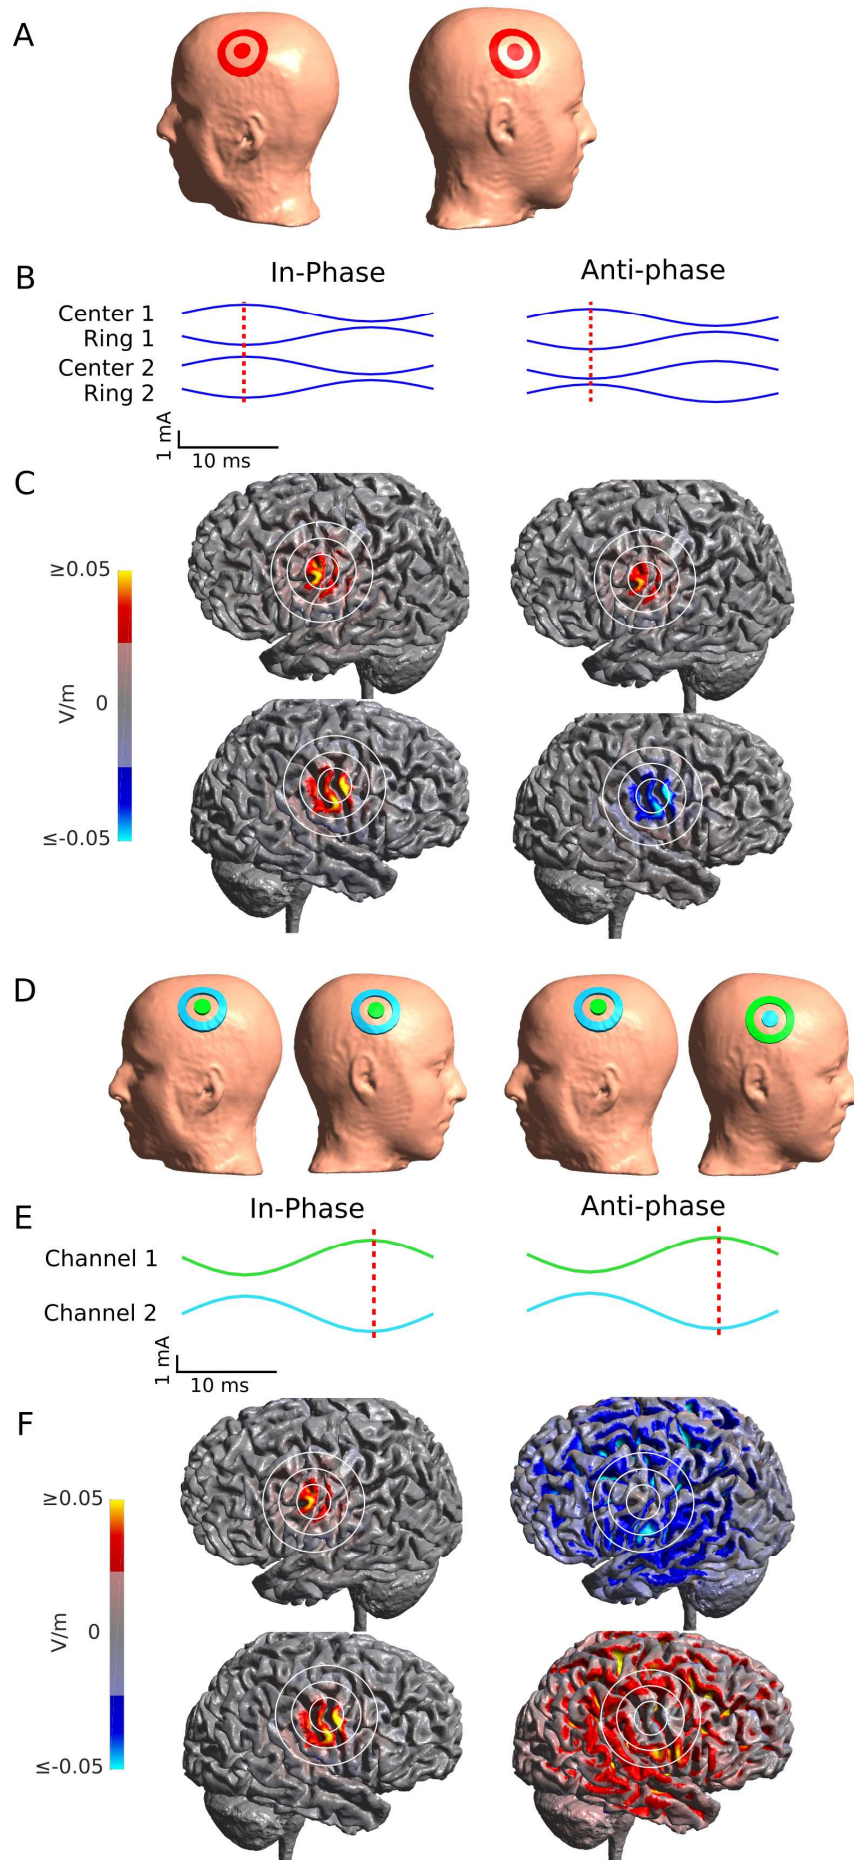 A
B
In-Phase
Anti-phase
Center 1
Ring 1
Center 2
Ring 2
1 mA
10 ms
C
≥0.05
V/m
0
≤-0.05
D
E
In-Phase
Anti-phase
Channel 1
Channel 2
1 mA
10 ms
F
≥0.05
V/m
0
≤-0.05